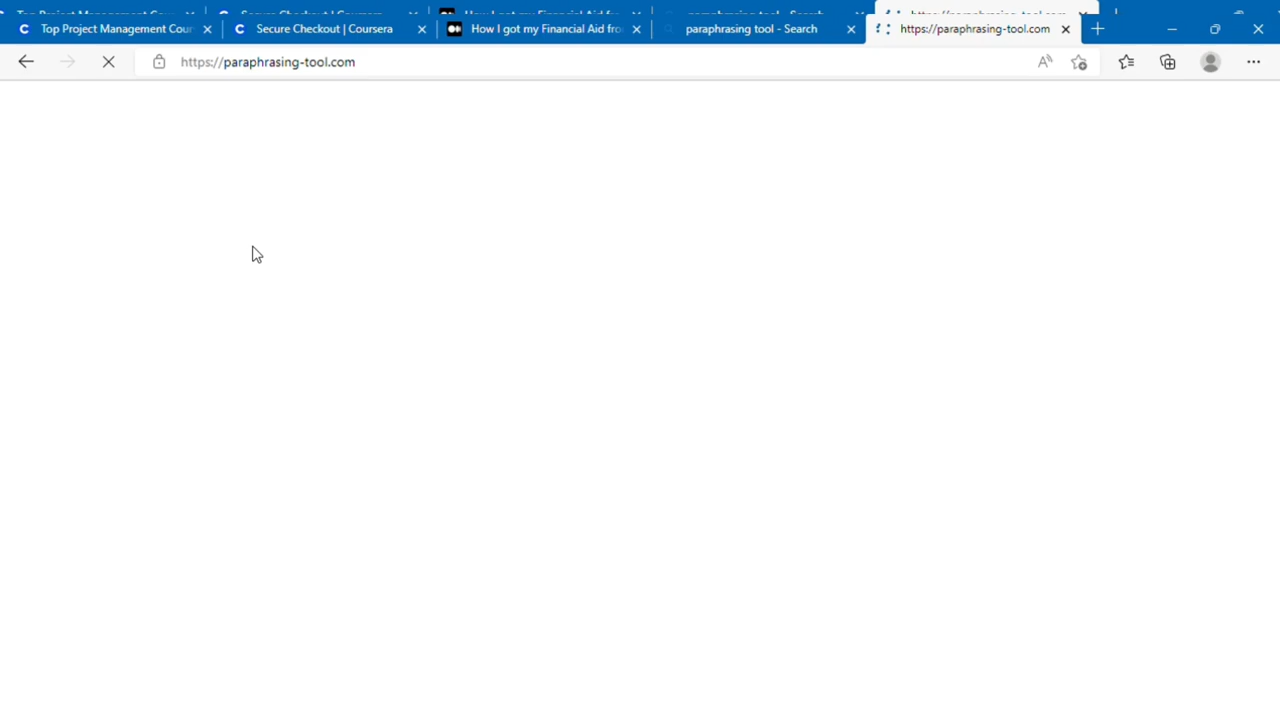 Top Project Management Cour
Secure Checkout | Coursera
How I got my Financial Aid fro
paraphrasing tool - Search
https://paraphrasing-tool.com
https://paraphrasing-tool.com